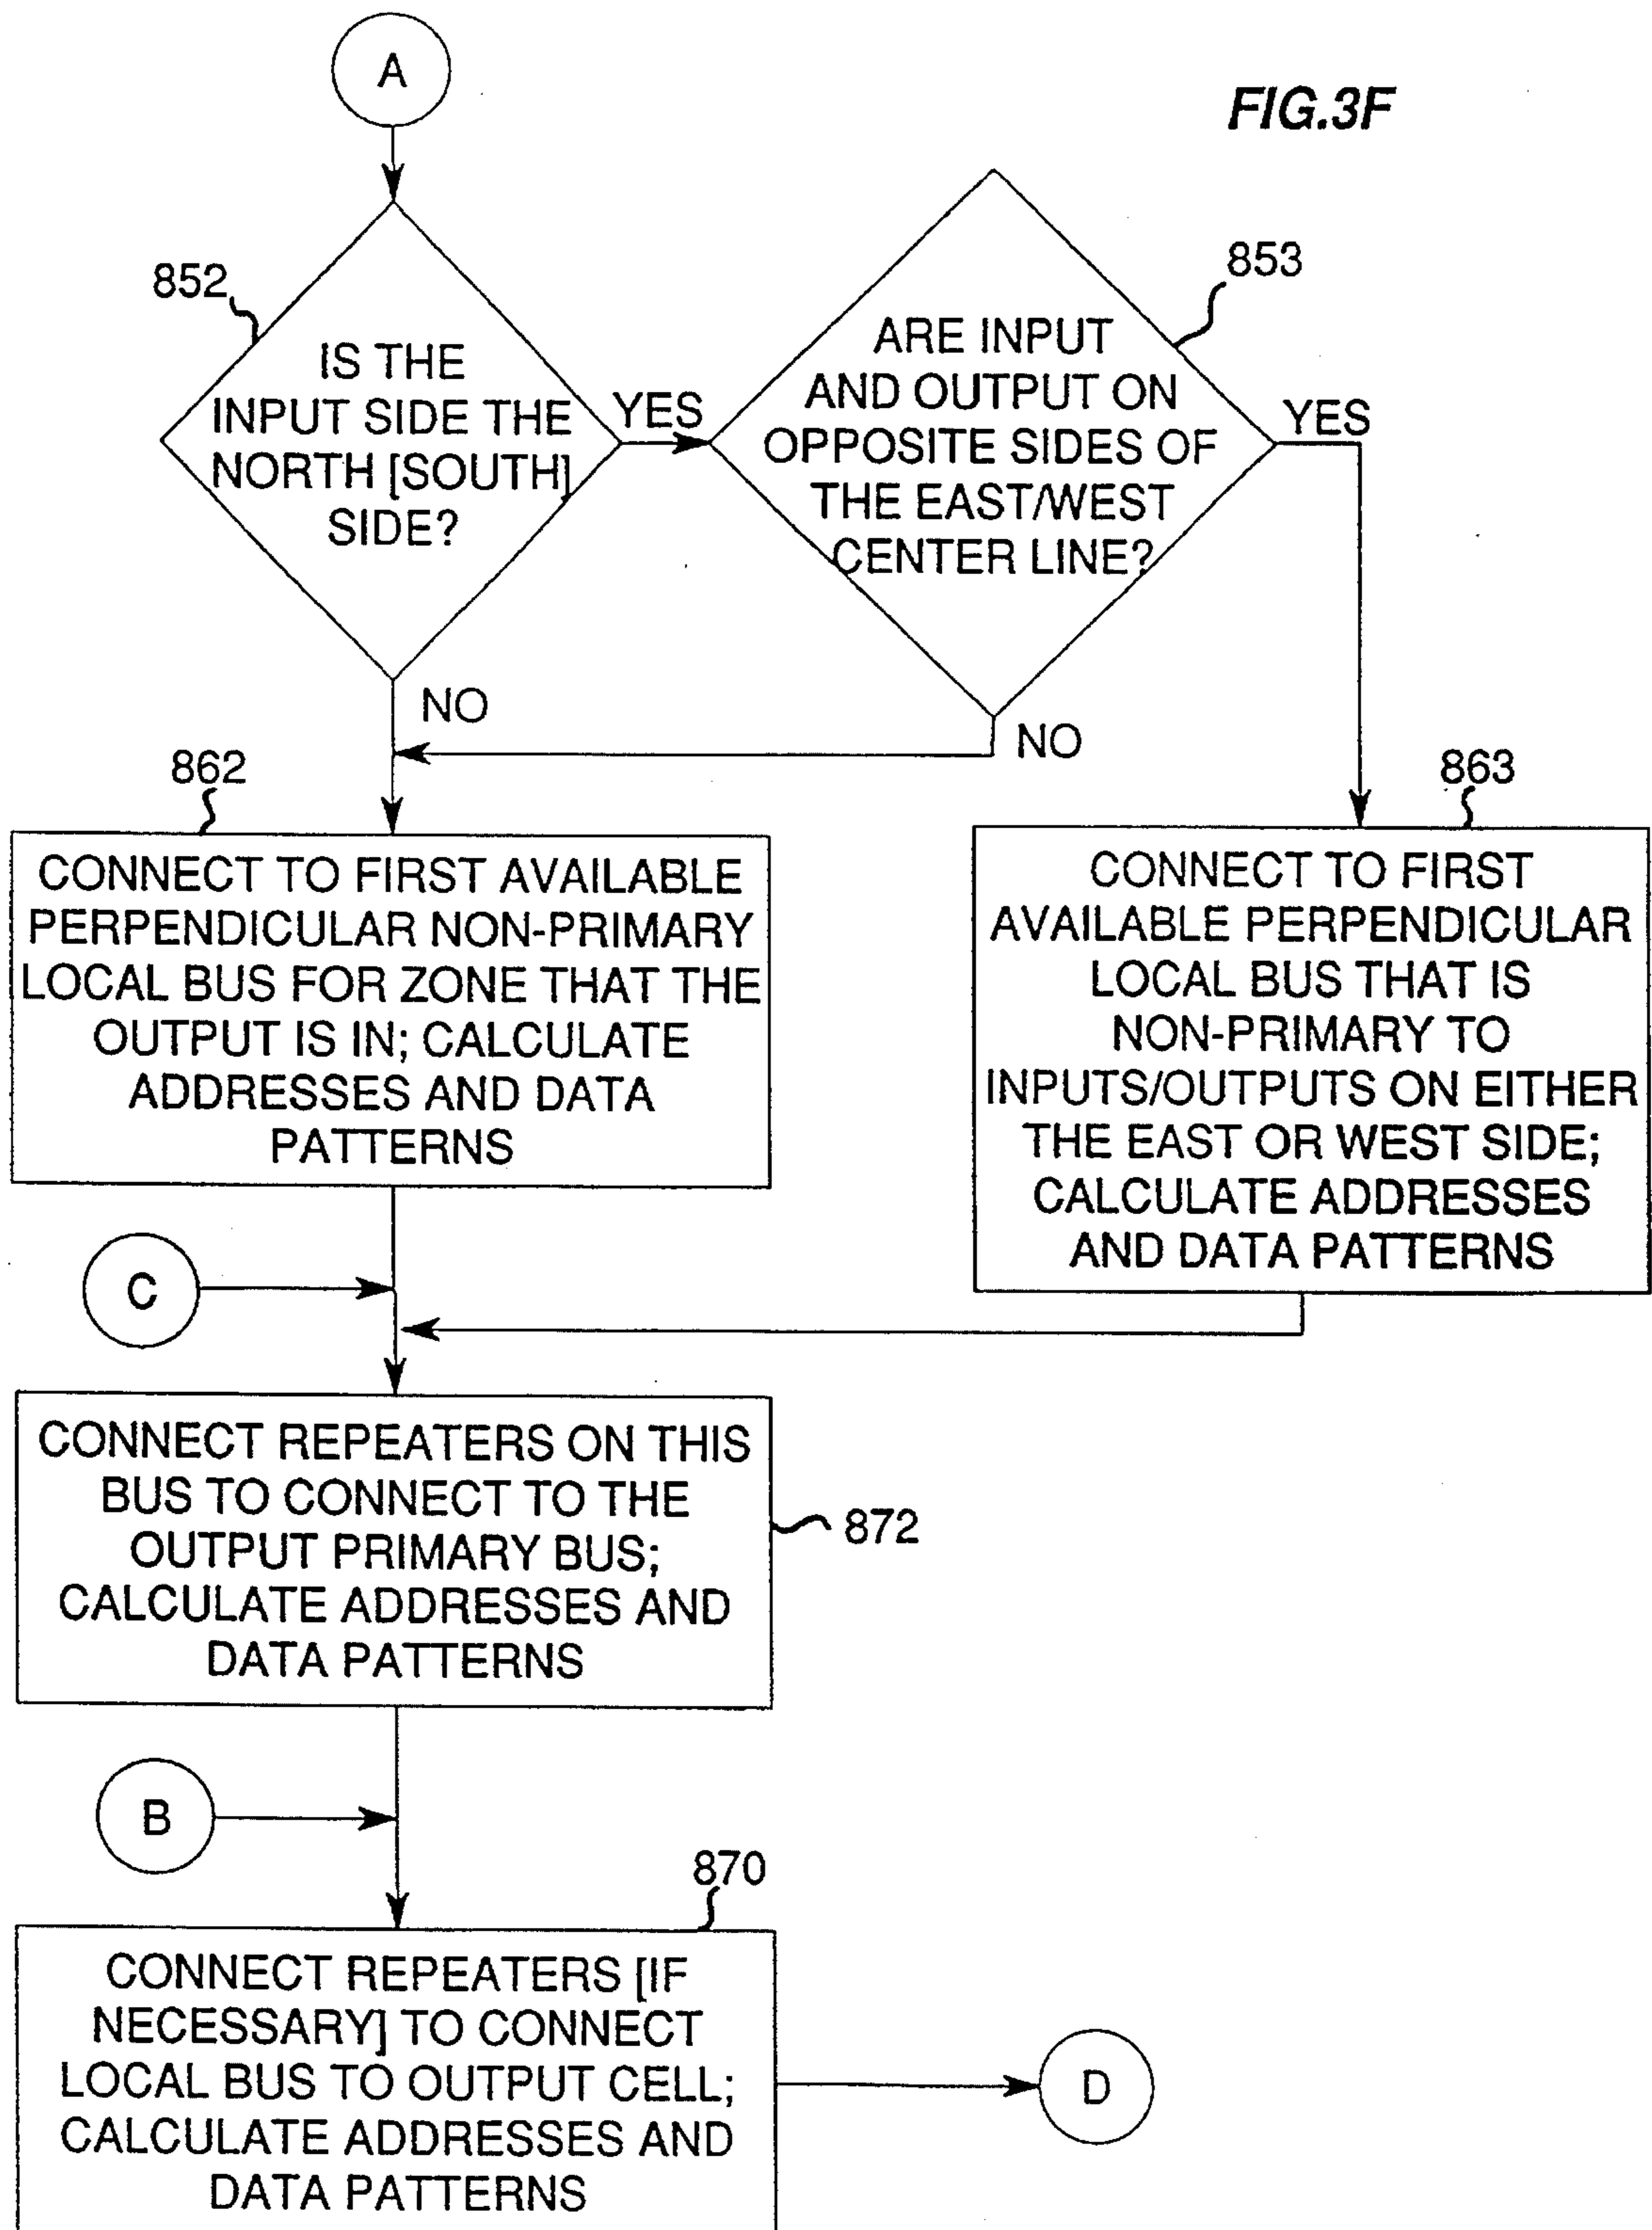 A
FIG.3F
852
IS THE
INPUT SIDE THE
NORTH [SOUTH]
SIDE?
YES
853
ARE INPUT
AND OUTPUT ON
OPPOSITE SIDES OF
THE EAST/WEST
CENTER LINE?
YES
NO
NO
862
CONNECT TO FIRST AVAILABLE
PERPENDICULAR NON-PRIMARY
LOCAL BUS FOR ZONE THAT THE
OUTPUT IS IN; CALCULATE
ADDRESSES AND DATA
PATTERNS
863
CONNECT TO FIRST
AVAILABLE PERPENDICULAR
LOCAL BUS THAT IS
NON-PRIMARY TO
INPUTS/OUTPUTS ON EITHER
THE EAST OR WEST SIDE;
CALCULATE ADDRESSES
AND DATA PATTERNS
C
CONNECT REPEATERS ON THIS
BUS TO CONNECT TO THE
OUTPUT PRIMARY BUS;
CALCULATE ADDRESSES AND
DATA PATTERNS
872
B
870
CONNECT REPEATERS [IF
NECESSARY] TO CONNECT
LOCAL BUS TO OUTPUT CELL;
CALCULATE ADDRESSES AND
DATA PATTERNS
D